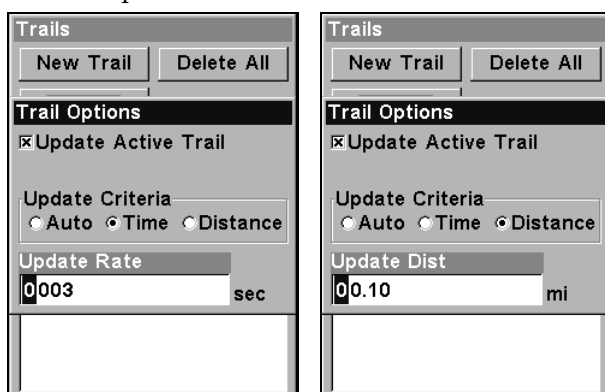 Trails
New Trail Delete All
Trail Options
Update Active Trail
Update Criteria
Auto Time Distance
Update Rate
0003 sec
Trails
New Trail Delete All
Trail Options
Update Active Trail
Update Criteria
Auto Time Distance
Update Dist
00.10 mi